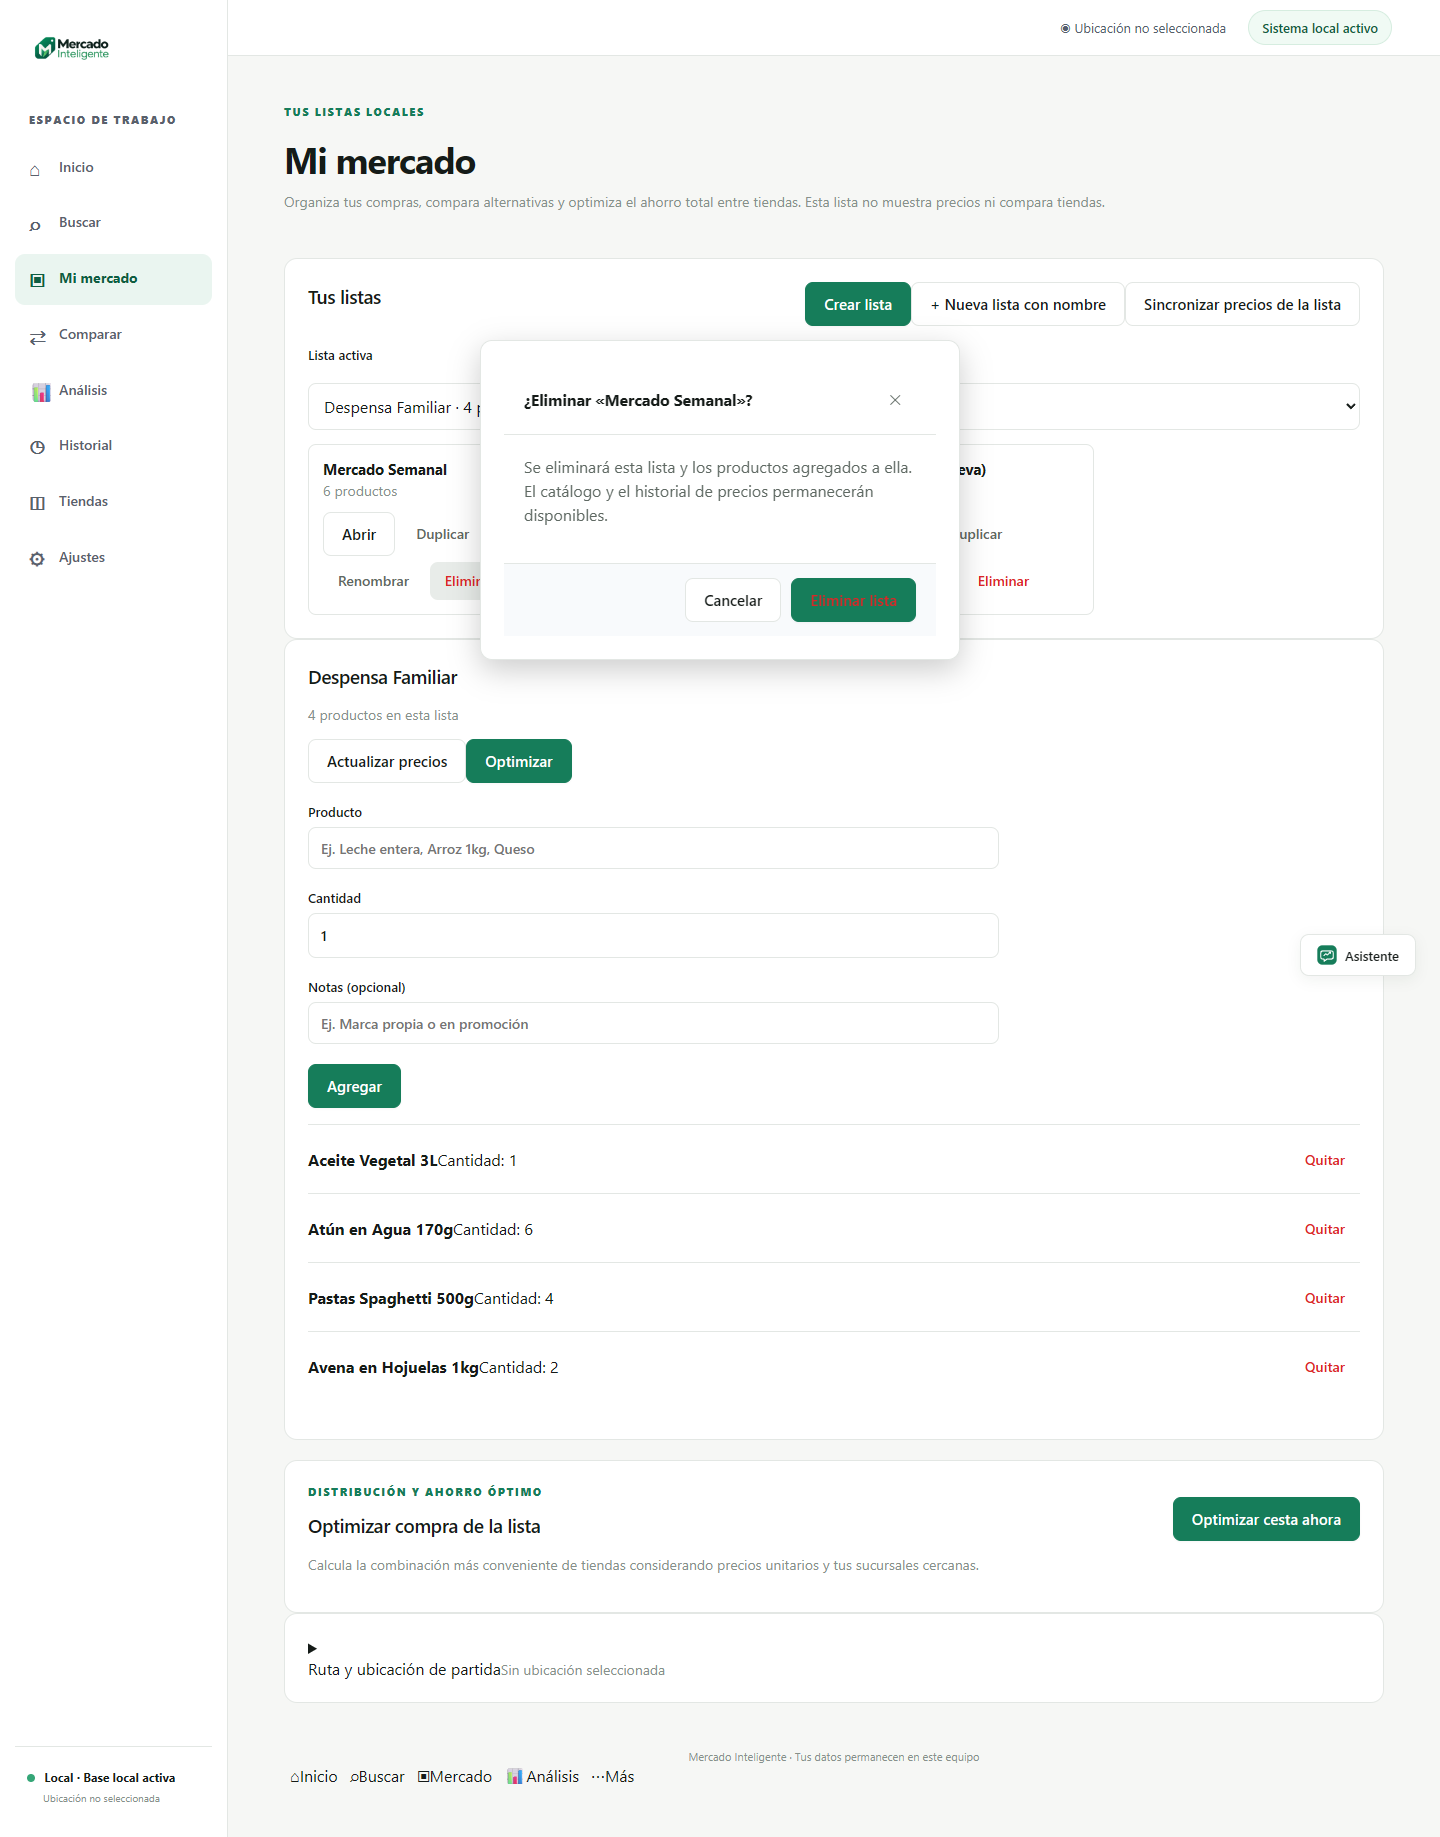 Mercado
Inteligente
Ubicación no seleccionada
Sistema local activo
ESPACIO DE TRABAJO
Inicio
Buscar
Mi mercado
Comparar
Análisis
Historial
Tiendas
Ajustes
TUS LISTAS LOCALES
Mi mercado
Organiza tus compras, compara alternativas y optimiza el ahorro total entre tiendas. Esta lista no muestra precios ni compara tiendas.
Tus listas
Crear lista
+ Nueva lista con nombre
Sincronizar precios de la lista
Lista activa
Despensa Familiar · 4 p
Mercado Semanal
6 productos
Abrir
Duplicar
Renombrar
Elimin
eva)
uplicar
Eliminar
¿Eliminar «Mercado Semanal»?
Se eliminará esta lista y los productos agregados a ella.
El catálogo y el historial de precios permanecerán
disponibles.
Cancelar
Eliminar lista
Despensa Familiar
4 productos en esta lista
Actualizar precios
Optimizar
Producto
Ej. Leche entera, Arroz 1kg, Queso
Cantidad
1
Notas (opcional)
Ej. Marca propia o en promoción
Agregar
Aceite Vegetal 3LCantidad: 1
Quitar
Atún en Agua 170gCantidad: 6
Quitar
Pastas Spaghetti 500gCantidad: 4
Quitar
Avena en Hojuelas 1kgCantidad: 2
Quitar
Asistente
DISTRIBUCIÓN Y AHORRO ÓPTIMO
Optimizar compra de la lista
Calcula la combinación más conveniente de tiendas considerando precios unitarios y tus sucursales cercanas.
Optimizar cesta ahora
Ruta y ubicación de partidaSin ubicación seleccionada
Mercado Inteligente · Tus datos permanecen en este equipo
Inicio Buscar Mercado Análisis ···Más
Local · Base local activa
Ubicación no seleccionada